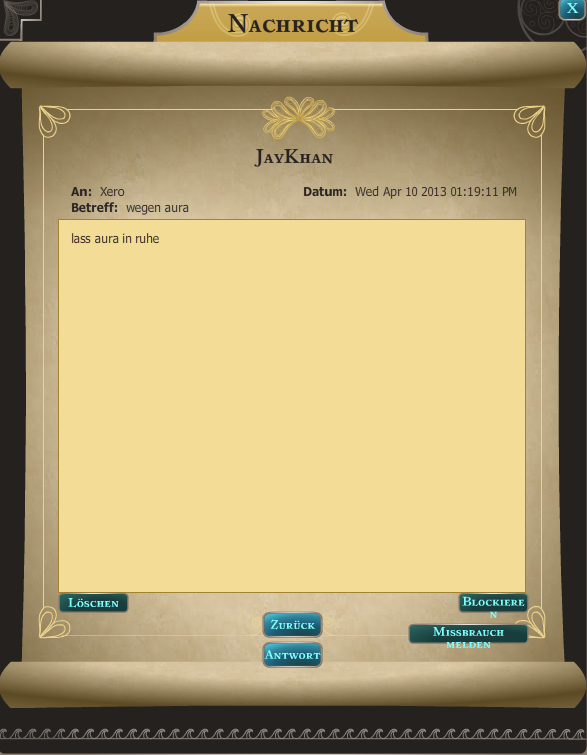 X
Nachricht
JayKhan
An: Xero Datum: Wed Apr 10 2013 01:19:11 PM
Betreff: wegen aura
lass aura in ruhe
Löschen
Blockiere
n
Zurück
Missbrauch
melden
Antwort